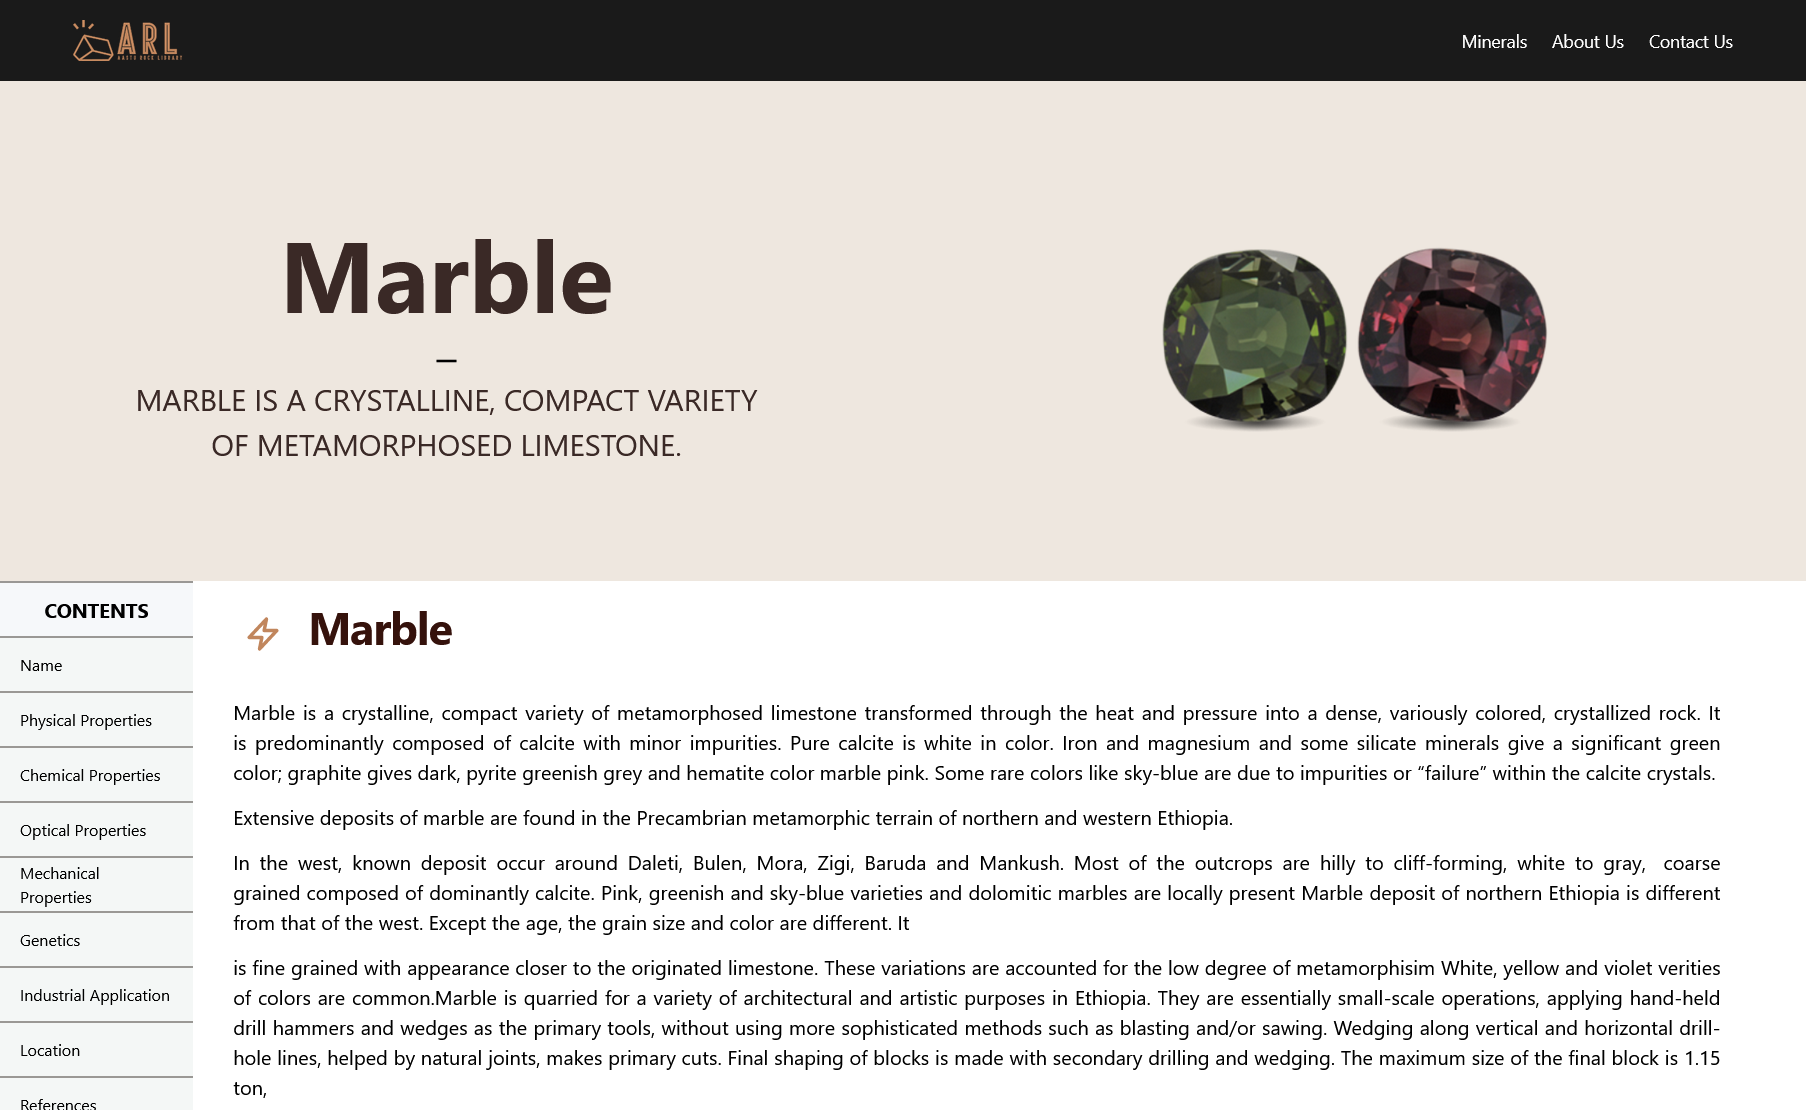 ARL
Minerals About Us Contact Us
Marble
MARBLE IS A CRYSTALLINE, COMPACT VARIETY
OF METAMORPHOSED LIMESTONE.
CONTENTS
Name
Physical Properties
Chemical Properties
Optical Properties
Mechanical
Properties
Genetics
Industrial Application
Location
References
Marble
Marble is a crystalline, compact variety of metamorphosed limestone transformed through the heat and pressure into a dense, variously colored, crystallized rock. It
is predominantly composed of calcite with minor impurities. Pure calcite is white in color. Iron and magnesium and some silicate minerals give a significant green
color; graphite gives dark, pyrite greenish grey and hematite color marble pink. Some rare colors like sky-blue are due to impurities or “failure” within the calcite crystals.
Extensive deposits of marble are found in the Precambrian metamorphic terrain of northern and western Ethiopia.
In the west, known deposit occur around Daleti, Bulen, Mora, Zigi, Baruda and Mankush. Most of the outcrops are hilly to cliff-forming, white to gray, coarse
grained composed of dominantly calcite. Pink, greenish and sky-blue varieties and dolomitic marbles are locally present Marble deposit of northern Ethiopia is different
from that of the west. Except the age, the grain size and color are different. It
is fine grained with appearance closer to the originated limestone. These variations are accounted for the low degree of metamorphisim White, yellow and violet verities
of colors are common.Marble is quarried for a variety of architectural and artistic purposes in Ethiopia. They are essentially small-scale operations, applying hand-held
drill hammers and wedges as the primary tools, without using more sophisticated methods such as blasting and/or sawing. Wedging along vertical and horizontal drill-
hole lines, helped by natural joints, makes primary cuts. Final shaping of blocks is made with secondary drilling and wedging. The maximum size of the final block is 1.15
ton,